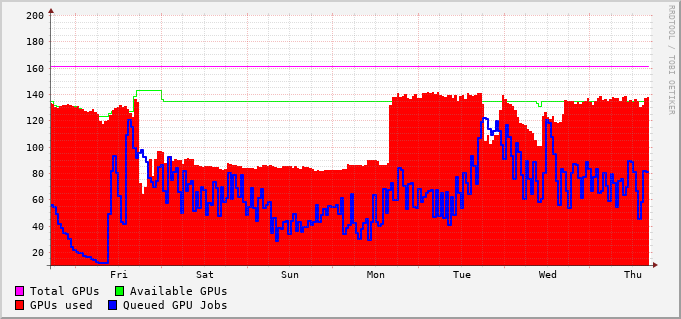 200
180
160
140
120
100
80
60
40
20
Fri Sat Sun Mon Tue Wed Thu
Total GPUs Available GPUs
GPUs used Queued GPU Jobs
RRDTOOL / TOBI OETIKER